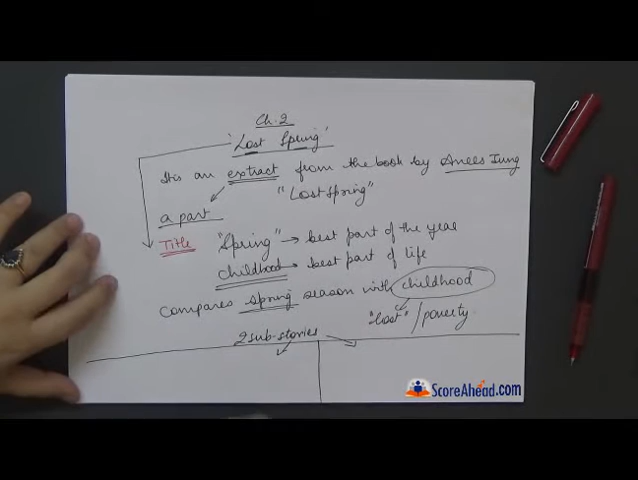 Ch.2
'Lost Spring'
It is an extract from the book by Anees Jung
"Lost Spring"
a part
Title "Spring" → best part of the year
childhood → best part of life
Compares spring season with childhood
"lost" / poverty.
2 sub-stories
ScoreAhead.com